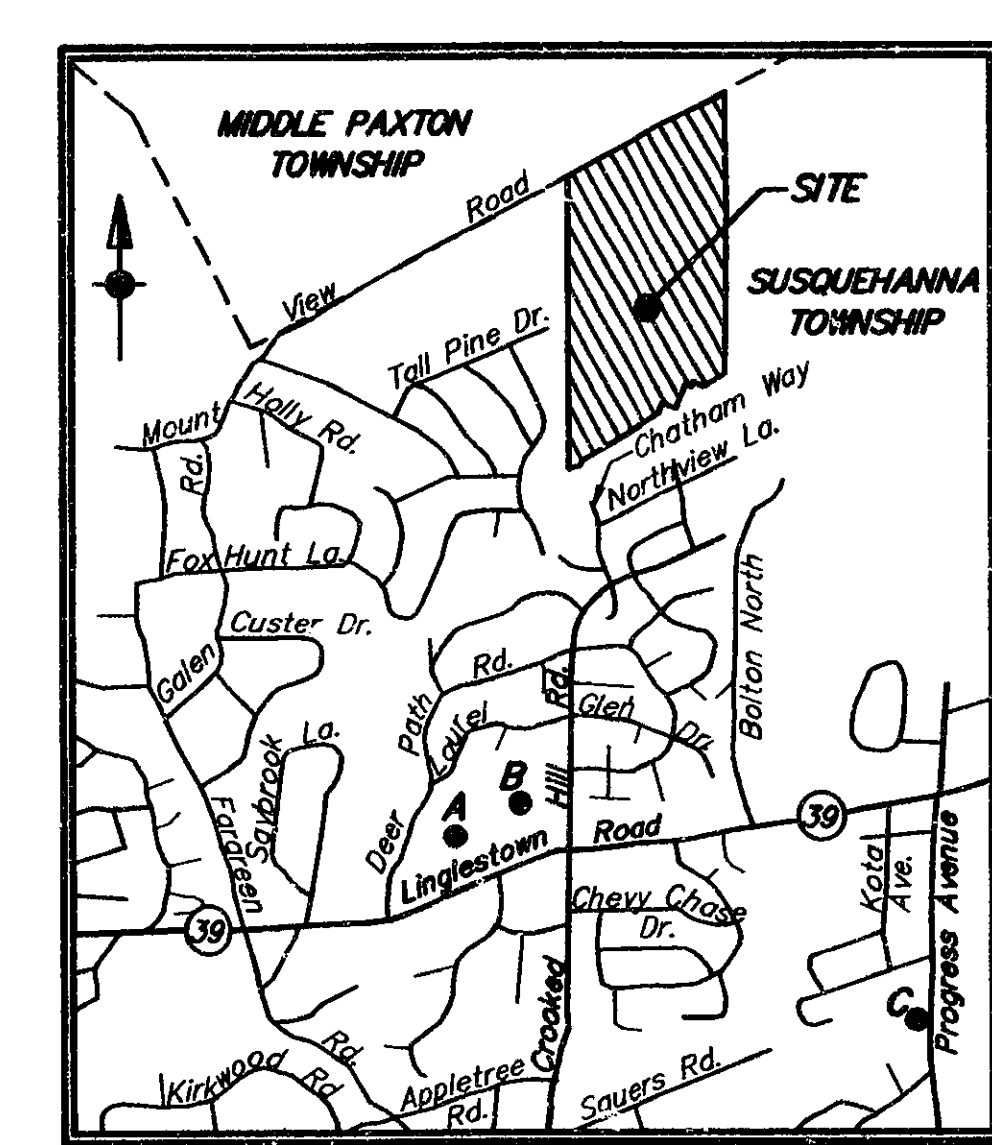 MIDDLE PAXTON
TOWNSHIP
SITE
SUSQUEHANNA
TOWNSHIP
Mount View Road
Tall Pine Dr.
Holly Rd.
Chatham Way
Northview La.
Rd.
Fox Hunt La.
Custer Dr.
Galen
Bolton North
Deer Path
Rd.
Laurel Glen Dr.
Saybrook La.
Fargreen
Rd.
A
B
Crooked Hill Rd.
Linglestown Road
39
39
Chevy Chase
Dr.
Kota
Ave.
Progress Avenue
C
Kirkwood Rd
Appletree
Rd.
Sauers Rd.